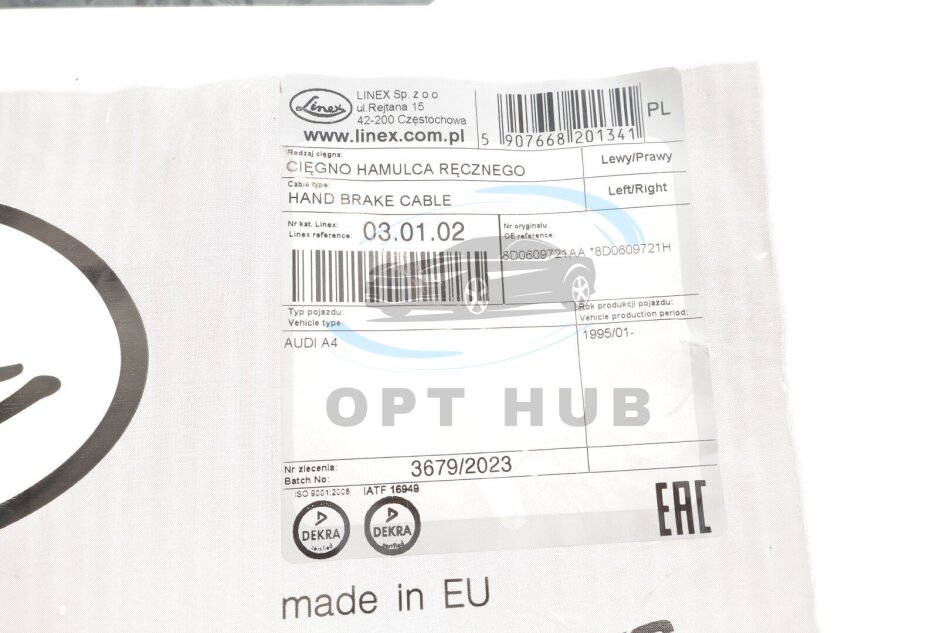 Linex
LINEX Sp. z o.o
ul.Rejtana 15
42-200 Częstochowa
www.linex.com.pl
5 907668 201341
PL
Rodzaj cięgna:
CIĘGNO HAMULCA RĘCZNEGO
Lewy/Prawy
Cable type:
HAND BRAKE CABLE
Left/Right
Nr kat. Linex:
Linex reference:
03.01.02
Nr oryginału:
OE reference:
8D0609721AA *8D0609721H
Typ pojazdu:
Vehicle type:
Rok produkcji pojazdu:
Vehicle production period:
AUDI A4
1995/01-
OPT HUB
Nr zlecenia:
Batch No:
3679/2023
ISO 9001:2008
IATF 16949
DEKRA
certified
DEKRA
certified
EAC
made in EU